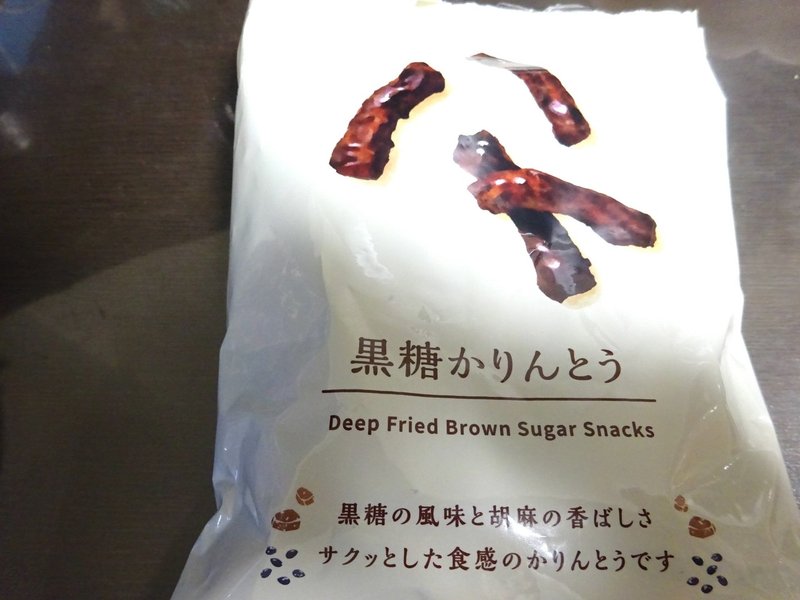 黒糖かりんとう
Deep Fried Brown Sugar Snacks
黒糖の風味と胡麻の香ばしさ
サクッとした食感のかりんとうです